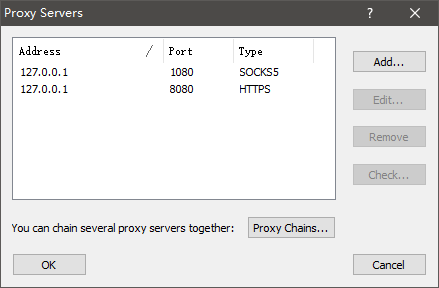 Proxy Servers
Address / Port Type
127.0.0.1 1080 SOCKS5
127.0.0.1 8080 HTTPS
Add...
Edit...
Remove
Check...
You can chain several proxy servers together: Proxy Chains...
OK Cancel